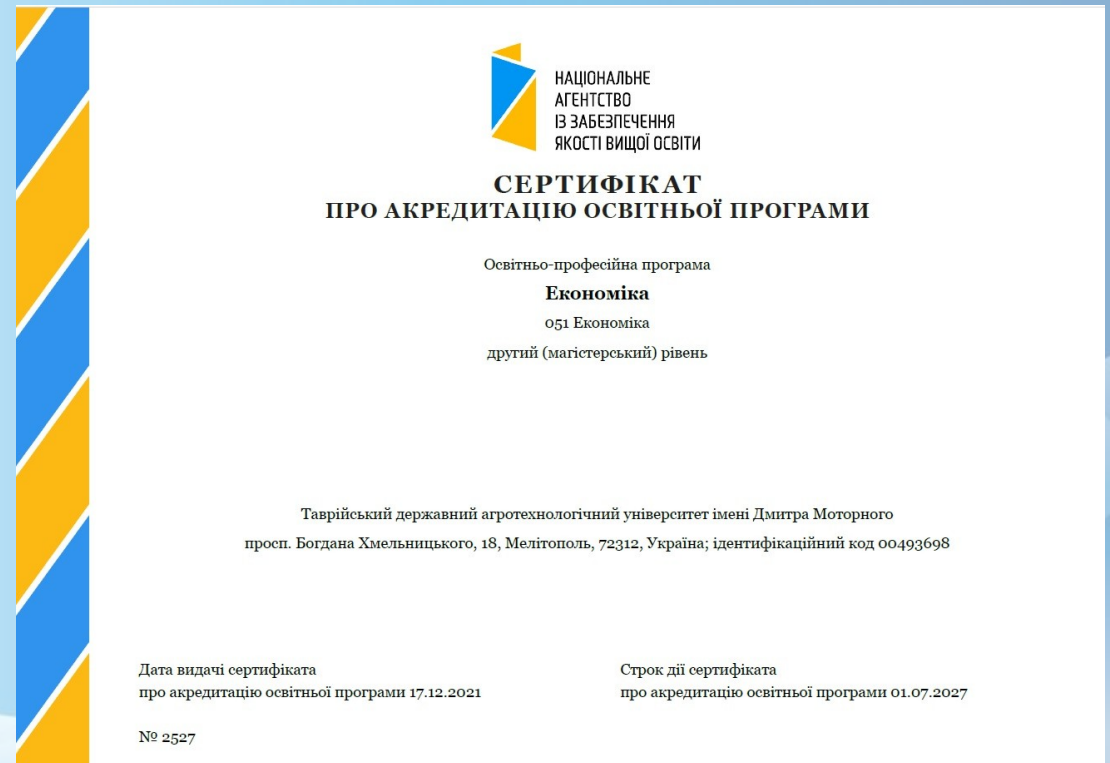 НАЦІОНАЛЬНЕ
АГЕНТСТВО
ІЗ ЗАБЕЗПЕЧЕННЯ
ЯКОСТІ ВИЩОЇ ОСВІТИ
СЕРТИФІКАТ
ПРО АКРЕДИТАЦІЮ ОСВІТНЬОЇ ПРОГРАМИ
Освітньо-професійна програма
Економіка
051 Економіка
другий (магістерський) рівень
Таврійський державний агротехнологічний університет імені Дмитра Моторного
просп. Богдана Хмельницького, 18, Мелітополь, 72312, Україна; ідентифікаційний код 00493698
Дата видачі сертифіката
про акредитацію освітньої програми 17.12.2021
Строк дії сертифіката
про акредитацію освітньої програми 01.07.2027
№ 2527